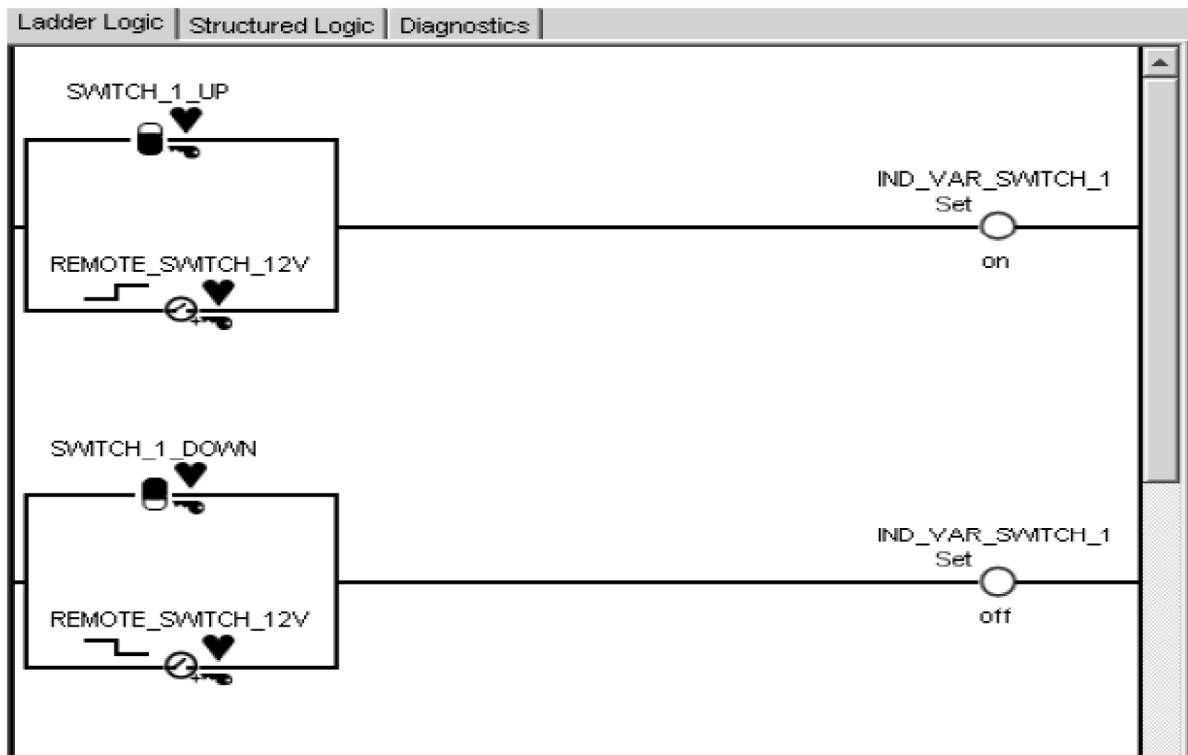 Ladder Logic
Structured Logic
Diagnostics
SWITCH_1_UP
IND_VAR_SWITCH_1
Set
on
REMOTE_SWITCH_12V
SWITCH_1_DOWN
IND_VAR_SWITCH_1
Set
off
REMOTE_SWITCH_12V